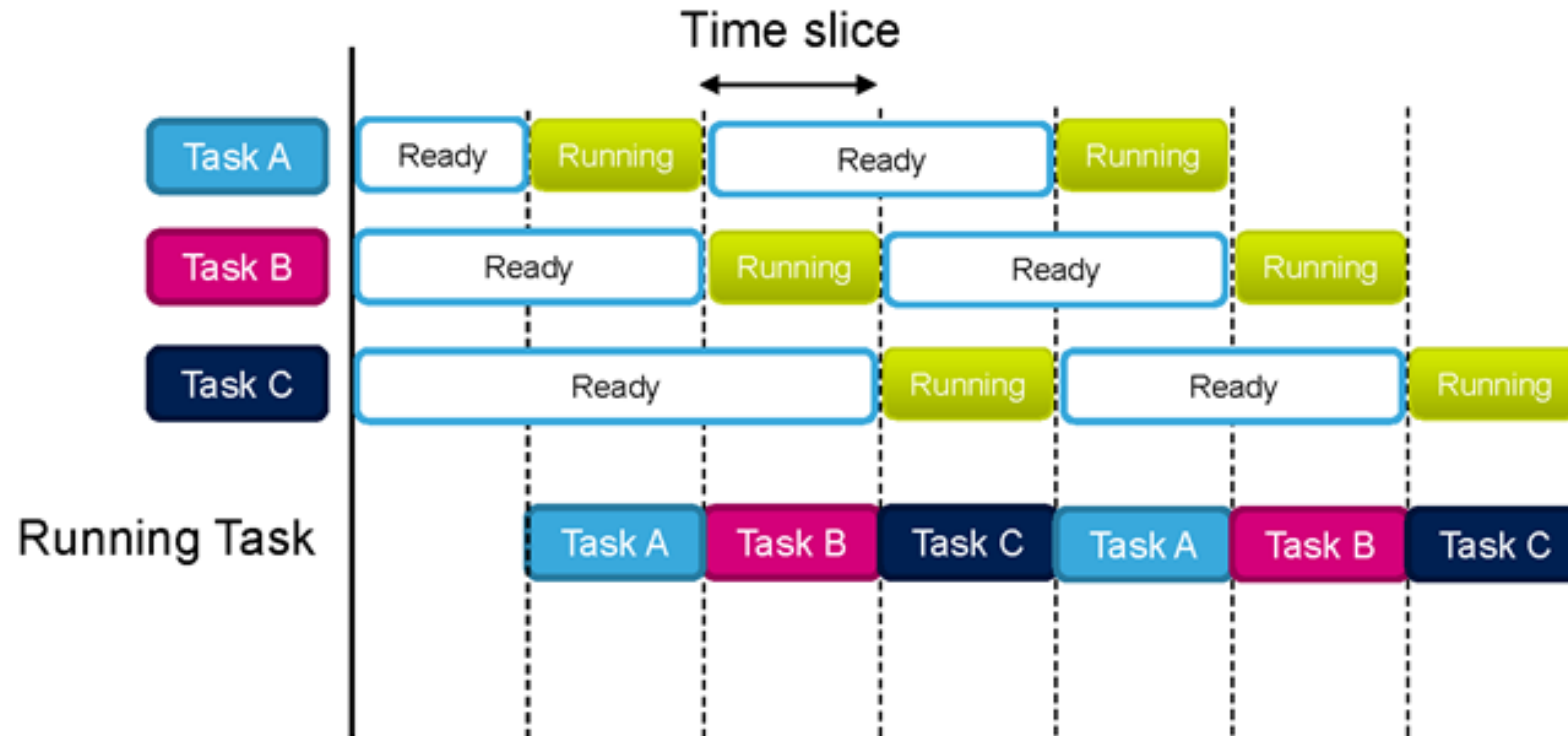 Time slice
Task A Ready Running Ready Running
Task B Ready Running Ready Running
Task C Ready Running Ready Running
Running Task Task A Task B Task C Task A Task B Task C